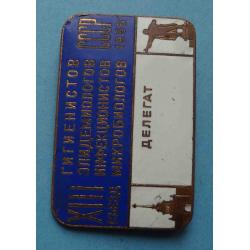 XIII СЪЕЗД
ГИГИЕНИСТОВ
ЭПИДЕМИОЛОГОВ
ИНФЕКЦИОНИСТОВ
МИКРОБИОЛОГОВ
СССР
1956
ДЕЛЕГАТ